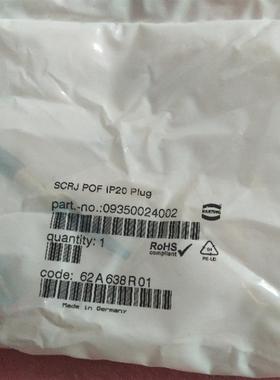 SCRJ POF IP20 Plug
part.-no.:09350024002
HARTING
quantity: 1
RoHS
compliant
04
PE-LD
code: 62A638R01
Made in Germany